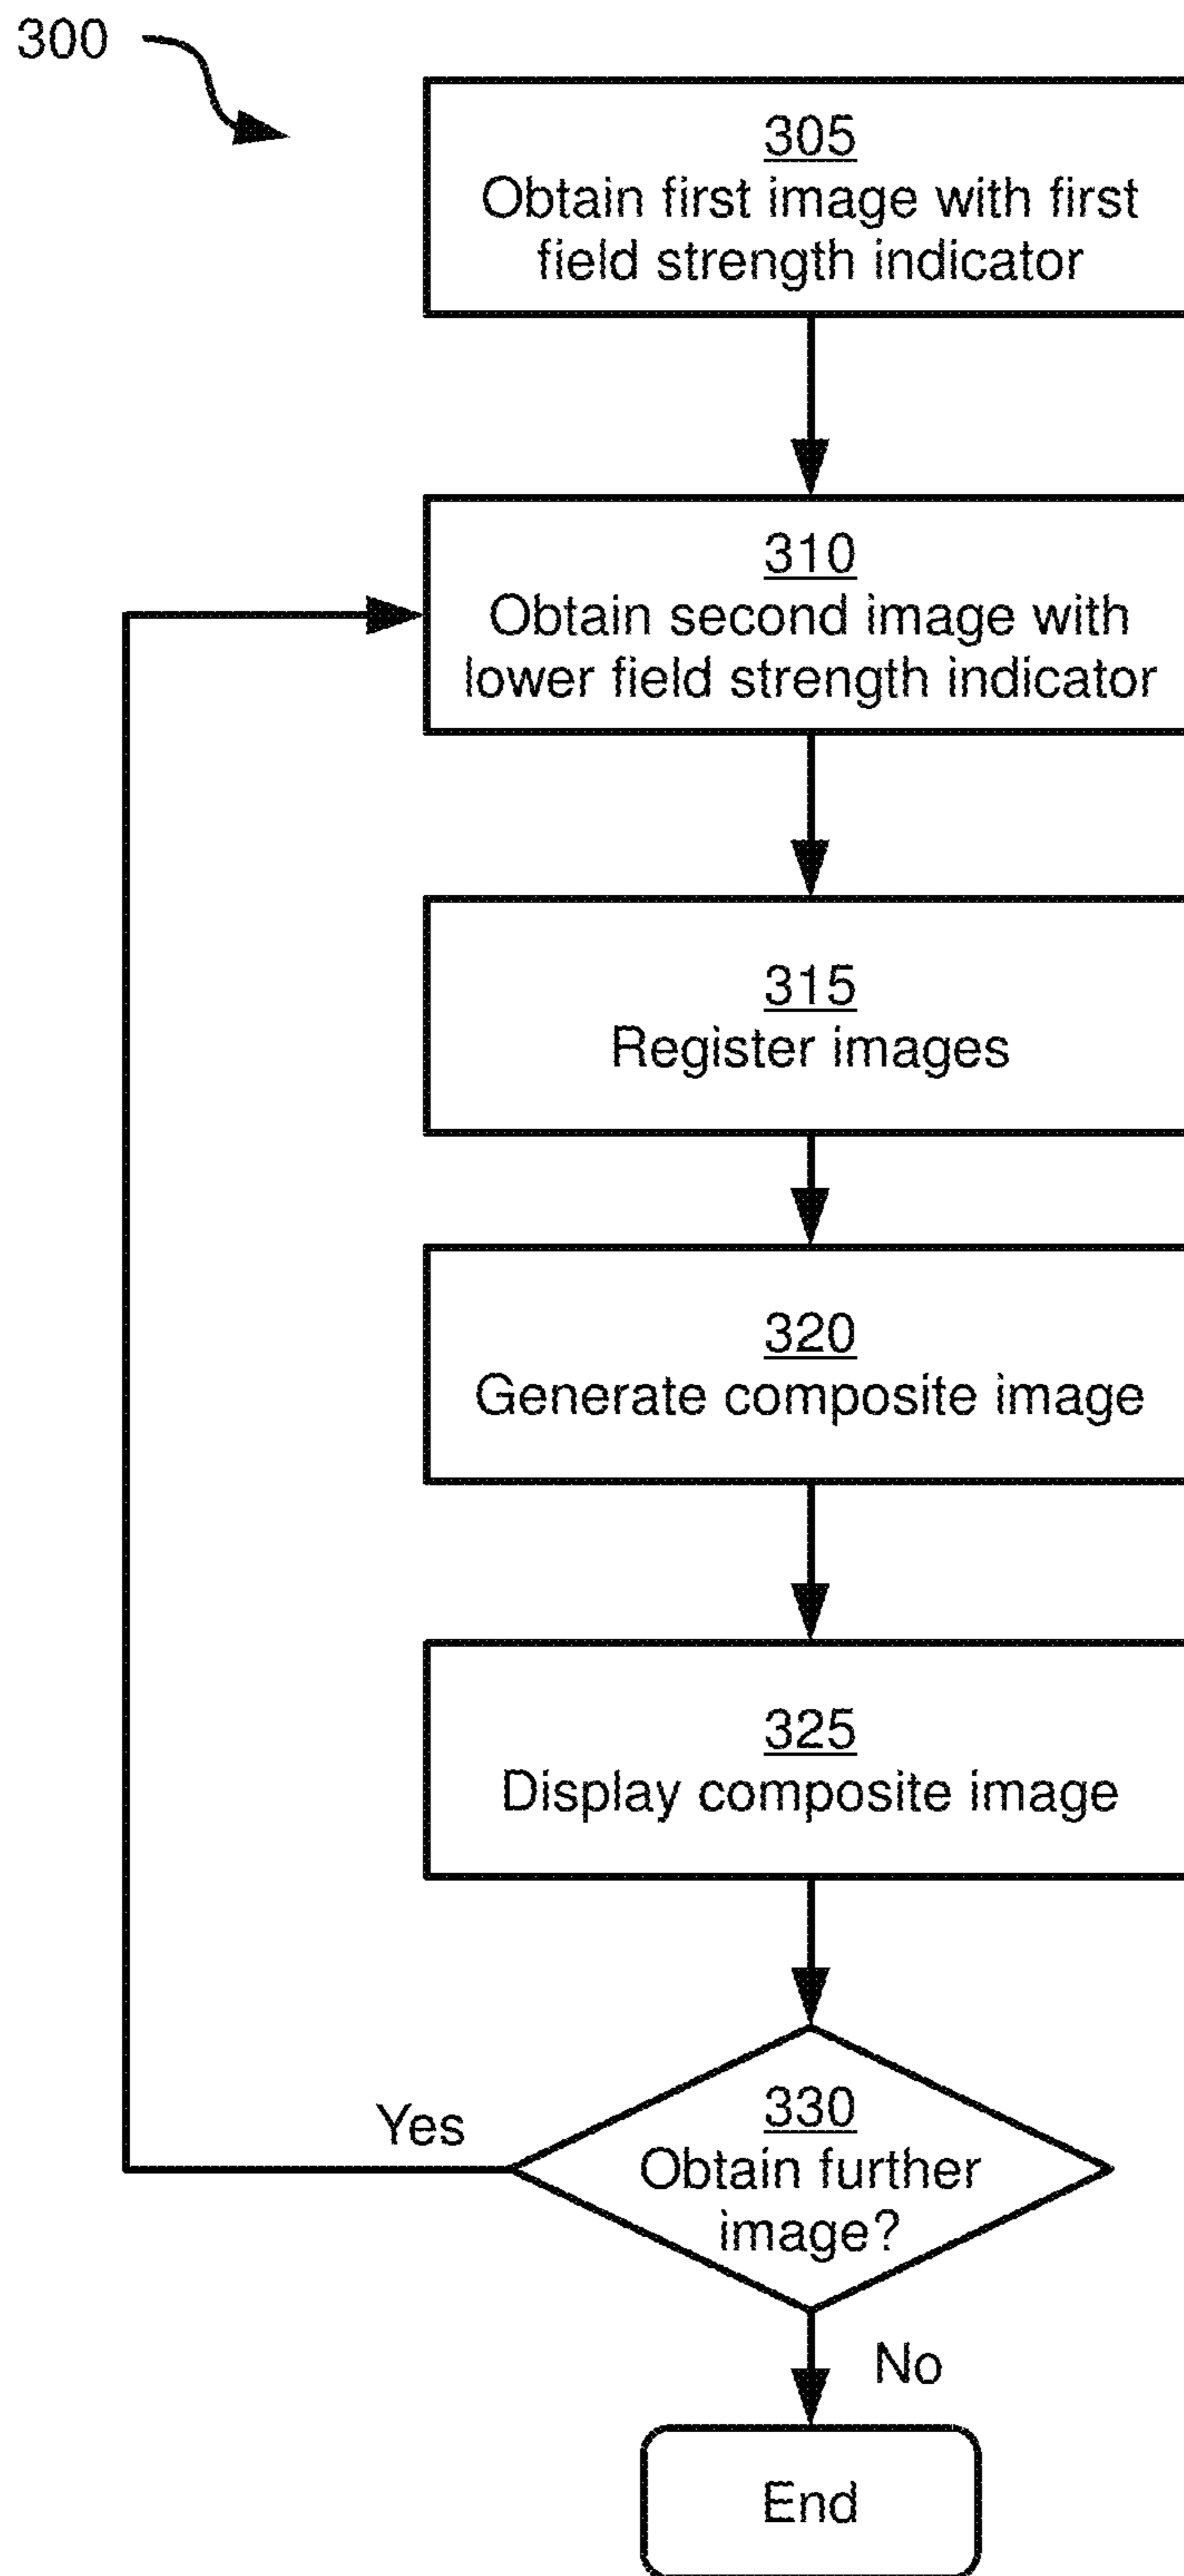 300
305
Obtain first image with first
field strength indicator
310
Obtain second image with
lower field strength indicator
315
Register images
320
Generate composite image
325
Display composite image
330
Obtain further
image?
Yes
No
End